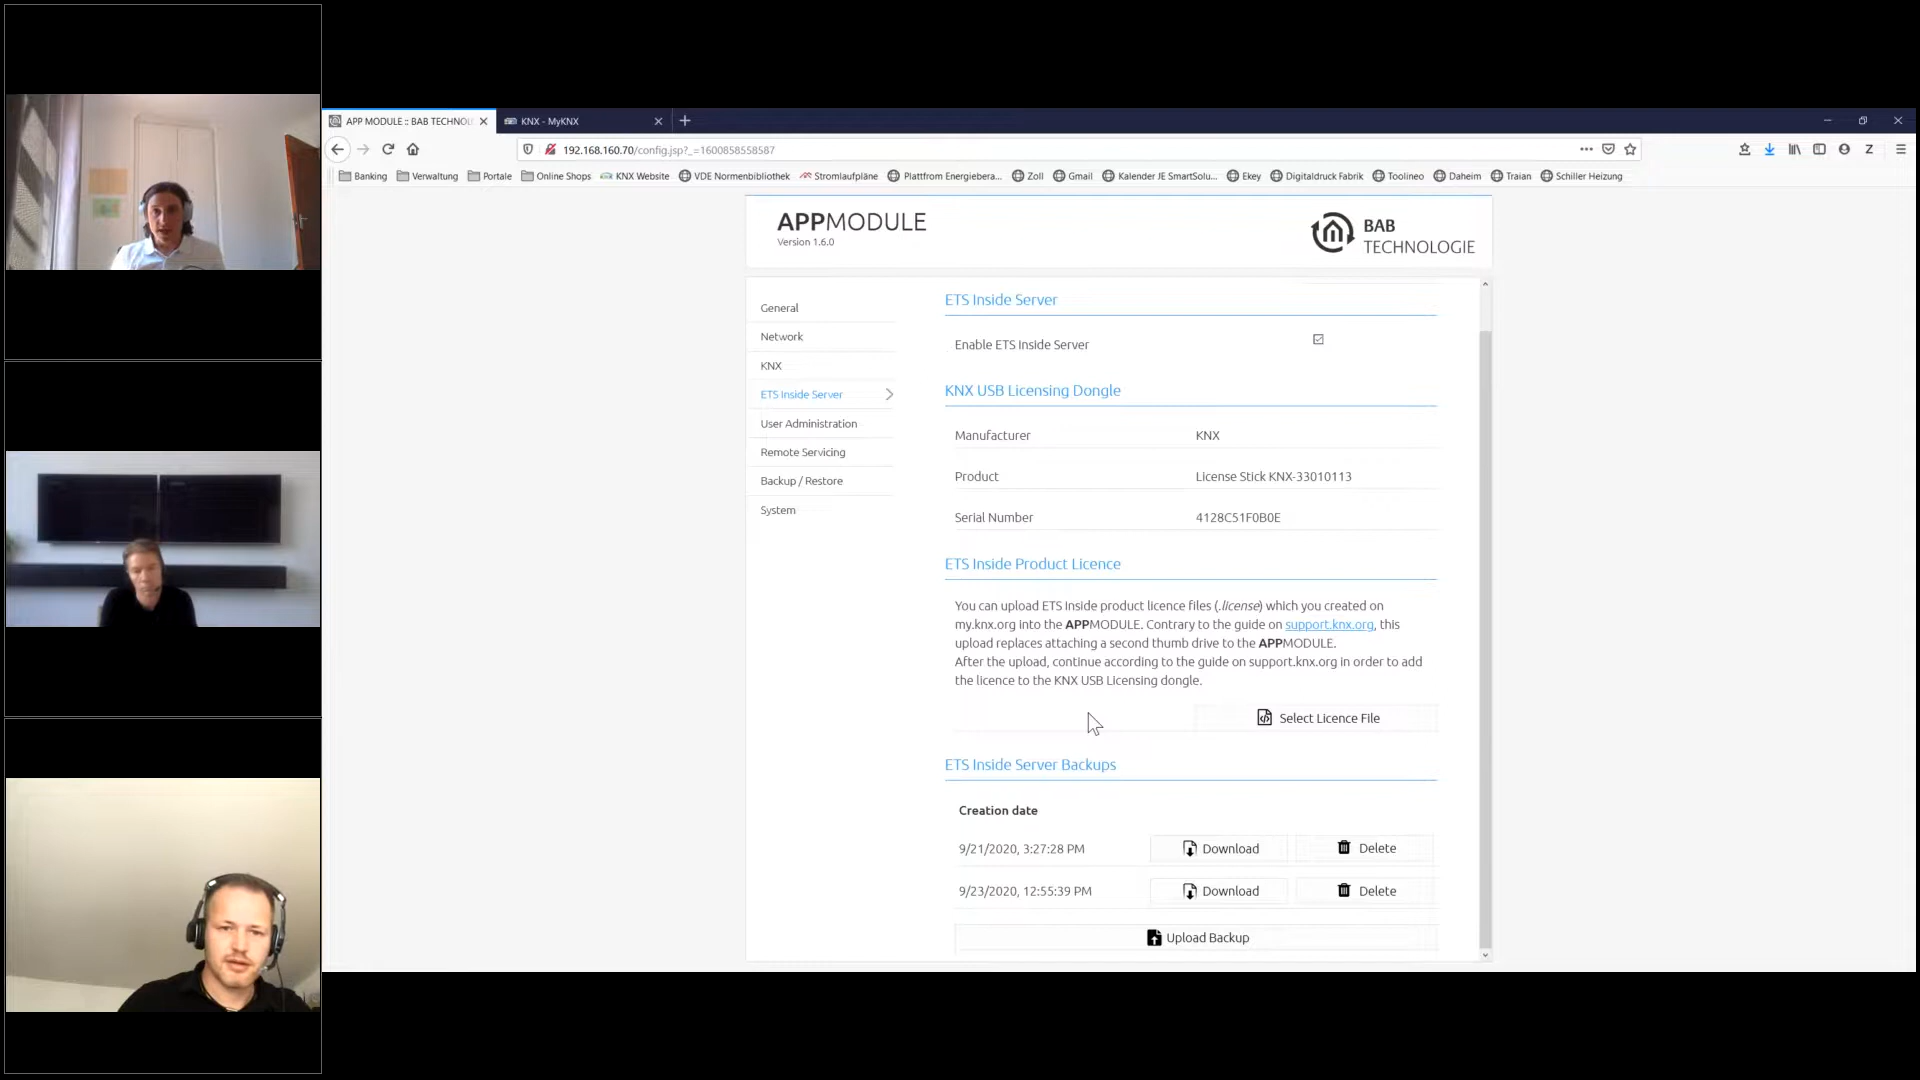 APP MODULE :: BAB TECHNOL
KNX - MyKNX
192.168.160.70/config.jsp?_=1600858558587
Banking
Verwaltung
Portale
Online Shops
KNX Website
VDE Normenbibliothek
Stromlaufpläne
Plattfrom Energiebera...
Zoll
Gmail
Kalender JE SmartSolu...
Ekey
Digitaldruck Fabrik
Toolineo
Daheim
Traian
Schiller Heizung
Z
APPMODULE
Version 1.6.0
BAB
TECHNOLOGIE
General
Network
KNX
ETS Inside Server
User Administration
Remote Servicing
Backup / Restore
System
ETS Inside Server
Enable ETS Inside Server
KNX USB Licensing Dongle
Manufacturer KNX
Product License Stick KNX-33010113
Serial Number 4128C51F0B0E
ETS Inside Product Licence
You can upload ETS Inside product licence files (.license) which you created on
my.knx.org into the APPMODULE. Contrary to the guide on support.knx.org, this
upload replaces attaching a second thumb drive to the APPMODULE.
After the upload, continue according to the guide on support.knx.org in order to add
the licence to the KNX USB Licensing dongle.
Select Licence File
ETS Inside Server Backups
Creation date
9/21/2020, 3:27:28 PM Download Delete
9/23/2020, 12:55:39 PM Download Delete
Upload Backup